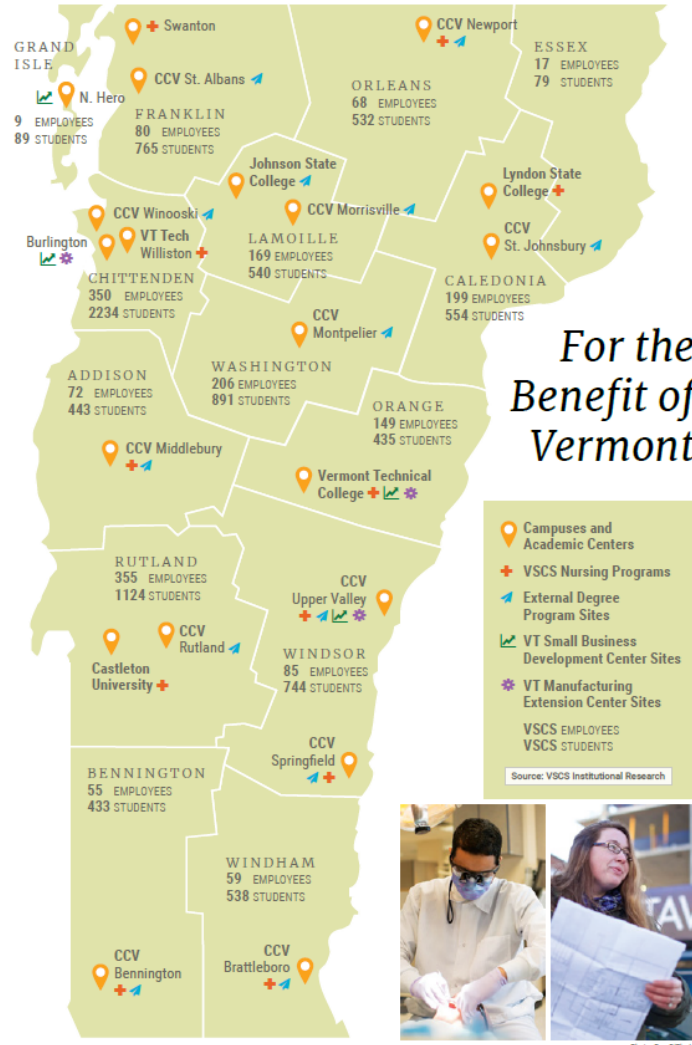 Swanton
CCV Newport
GRAND
ISLE
ESSEX
17 EMPLOYEES
79 STUDENTS
CCV St. Albans
ORLEANS
68 EMPLOYEES
532 STUDENTS
N. Hero
9 EMPLOYEES
89 STUDENTS
FRANKLIN
80 EMPLOYEES
765 STUDENTS
Johnson State
College
Lyndon State
College
CCV Winooski
CCV Morrisville
Burlington
VT Tech
Williston
CCV
St. Johnsbury
LAMOILLE
169 EMPLOYEES
540 STUDENTS
CHITTENDEN
350 EMPLOYEES
2234 STUDENTS
CALEDONIA
199 EMPLOYEES
554 STUDENTS
CCV
Montpelier
For the
Benefit of
Vermont
WASHINGTON
206 EMPLOYEES
891 STUDENTS
ADDISON
72 EMPLOYEES
443 STUDENTS
ORANGE
149 EMPLOYEES
435 STUDENTS
CCV Middlebury
Vermont Technical
College
Campuses and
Academic Centers
VSCS Nursing Programs
External Degree
Program Sites
VT Small Business
Development Center Sites
VT Manufacturing
Extension Center Sites
VSCS EMPLOYEES
VSCS STUDENTS
Source: VSCS Institutional Research
RUTLAND
355 EMPLOYEES
1124 STUDENTS
CCV
Upper Valley
CCV
Rutland
Castleton
University
WINDSOR
85 EMPLOYEES
744 STUDENTS
CCV
Springfield
BENNINGTON
55 EMPLOYEES
433 STUDENTS
WINDHAM
59 EMPLOYEES
538 STUDENTS
CCV
Bennington
CCV
Brattleboro